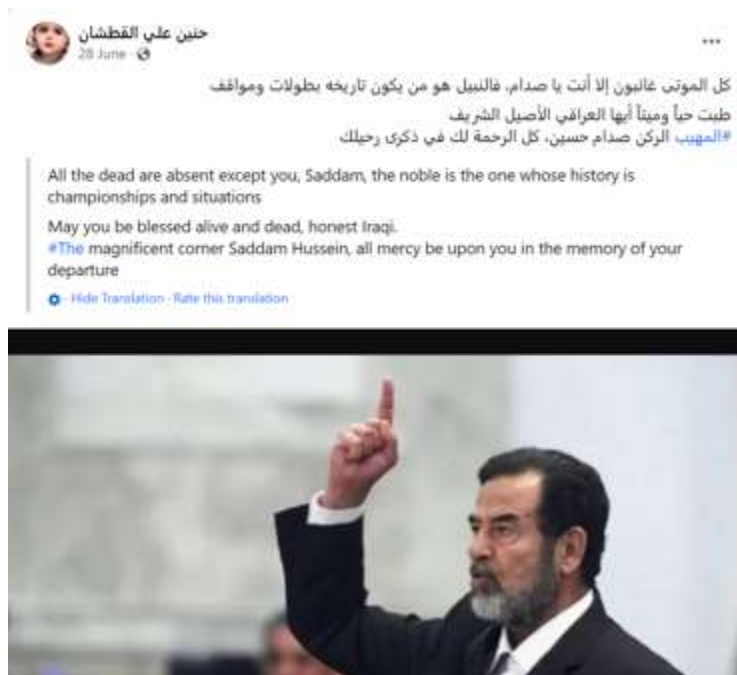 حنين علي القطشان
28 June
كل الموتى غائبون إلا أنت يا صدام، فالنبيل هو من يكون تاريخه بطولات ومواقف
طبت حياً وميتاً أيها العراقي الأصيل الشريف
#المهيب الركن صدام حسين، كل الرحمة لك في ذكرى رحيلك
All the dead are absent except you, Saddam, the noble is the one whose history is
championships and situations
May you be blessed alive and dead, honest Iraqi.
#The magnificent corner Saddam Hussein, all mercy be upon you in the memory of your
departure
Hide Translation · Rate this translation